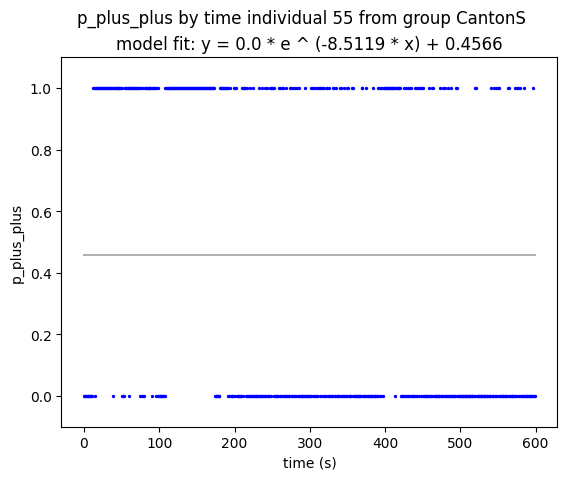 p_plus_plus by time individual 55 from group CantonS
model fit: y = 0.0 * e ^ (-8.5119 * x) + 0.4566
1.0
0.8
0.6
0.4
0.2
0.0
p_plus_plus
0 100 200 300 400 500 600
time (s)